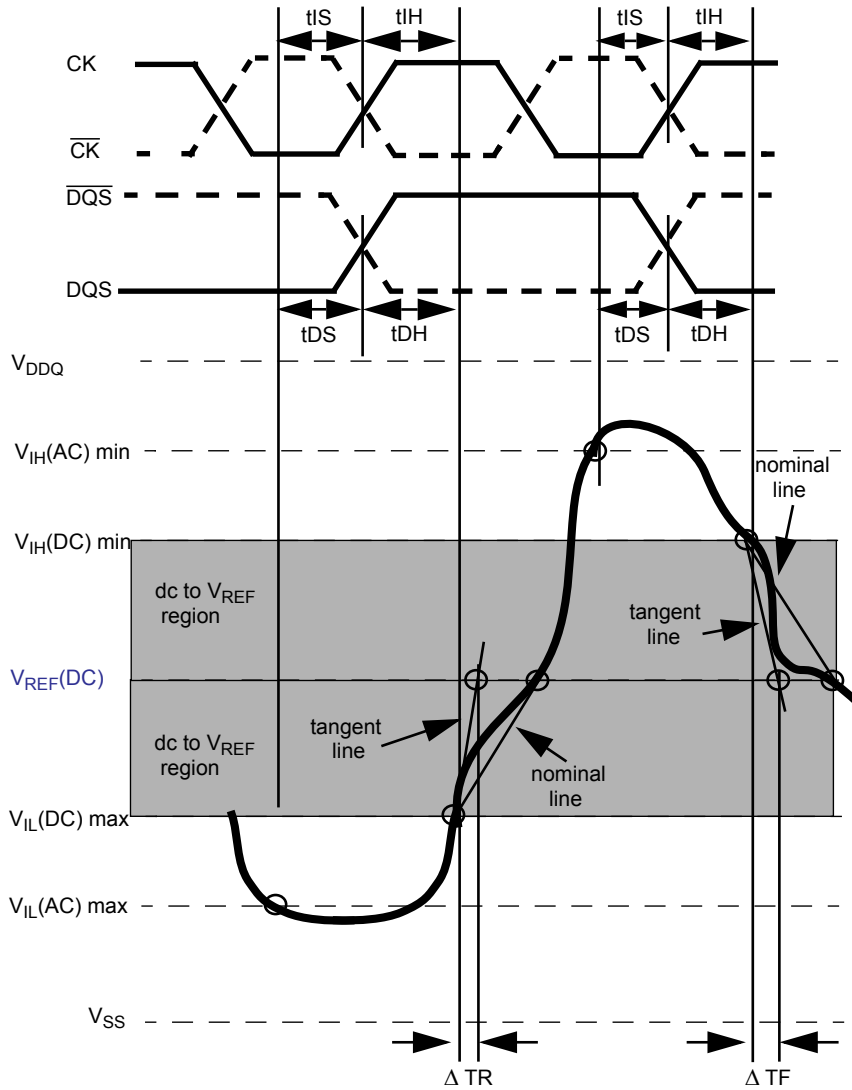 tIS tIH tIS tIH
CK
CK
DQS
DQS
tDS tDH tDS tDH
VDDQ
VIH(AC) min
nominal
line
VIH(DC) min
dc to VREF
region
tangent
line
VREF(DC)
tangent
line
dc to VREF
region
nominal
line
VIL(DC) max
VIL(AC) max
VSS
Δ TR Δ TF